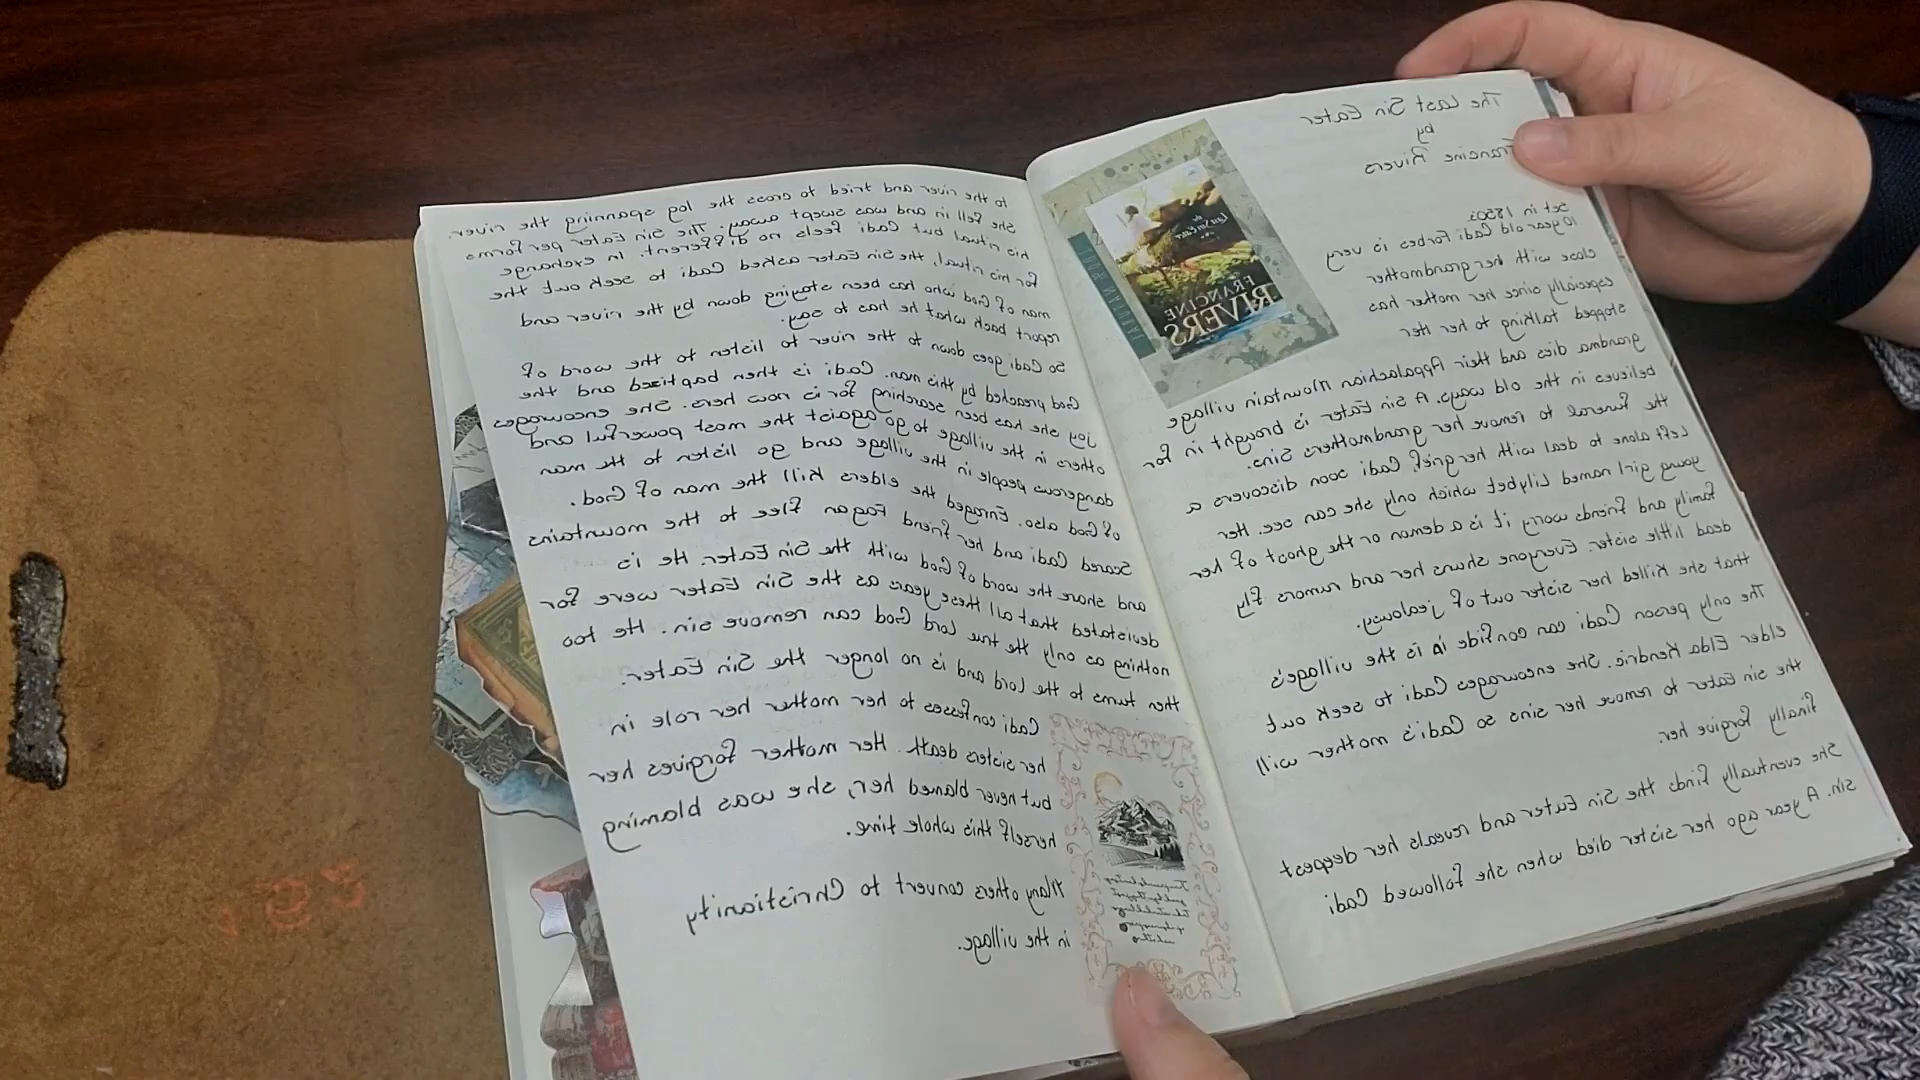 The Last Sin Eater
by
Francine Rivers
the
Last Sin Eater
FRANCINE
RIVERS
Set in 1850s.
10 year old Cadi Forbes is very
close with her grandmother
especially since her mother has
stopped talking to her. Her
grandma dies and their Appalachian Mountain village
believes in the old ways. A Sin Eater is brought in for
the funeral to remove her grandmothers sins.
Left alone to deal with her grief, Cadi soon discovers a
young girl named Lilybet which only she can see. Her
family and friends worry it is a demon or the ghost of her
dead little sister. Everyone shuns her and rumors fly
that she killed her sister out of jealousy.
The only person Cadi can confide in is the village's
elder Elda Kendric. She encourages Cadi to seek out
the sin Eater to remove her sins so Cadi's mother will
finally forgive her.
She eventually finds the Sin Eater and reveals her deepest
sin. A year ago her sister died when she followed Cadi
to the river and tried to cross the log spanning the river.
She fell in and was swept away. The Sin Eater performs
his ritual but Cadi feels no different. In exchange
for his ritual, the Sin Eater asked Cadi to seek out the
man of God who has been staying down by the river and
report back what he has to say.
So Cadi goes down to the river to listen to the word of
God preached by this man. Cadi is then baptised and the
joy she has been searching for is now hers. She encourages
others in the village to go agaist the most powerful and
dangerous people in the village and go listen to the man
of God also. Enraged the elders kill the man of God.
Scared Cadi and her friend Fagan flee to the mountains
and share the word of God with the Sin Eater. He is
devistated that all these years as the Sin Eater were for
nothing as only the true Lord God can remove sin. He too
then turns to the Lord and is no longer the Sin Eater.
Cadi confesses to her mother her role in
her sisters death. Her mother forgives her
but never blamed her, she was blaming
herself this whole time.
Many others convert to Christianity
in the village.